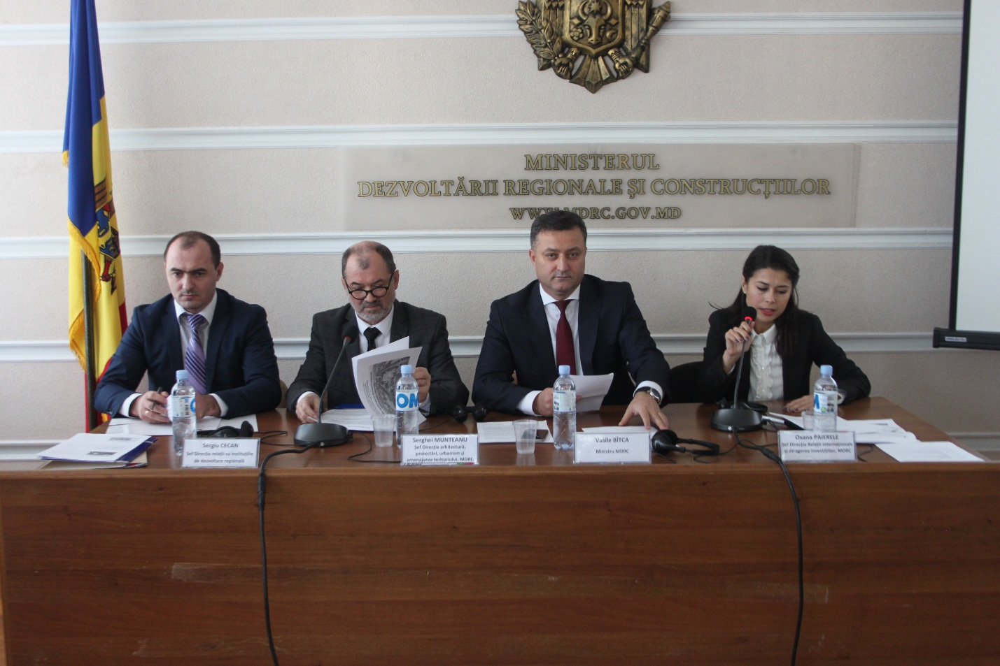 MINISTERUL
DEZVOLTĂRII REGIONALE ȘI CONSTRUCȚIILOR
WWW.MDRC.GOV.MD
Sergiu CECAN
Șef Direcția relații cu Instituțiile
de dezvoltare regională
Serghei MUNTEANU
Șef Direcția arhitectură,
proiectări, urbanism și
amenajarea teritoriului, MDRC
Vasile BÎTCA
Ministru MDRC
Oxana PAIERELE
Șef Direcția Relații Internaționale
și atragerea investițiilor, MDRC
OM